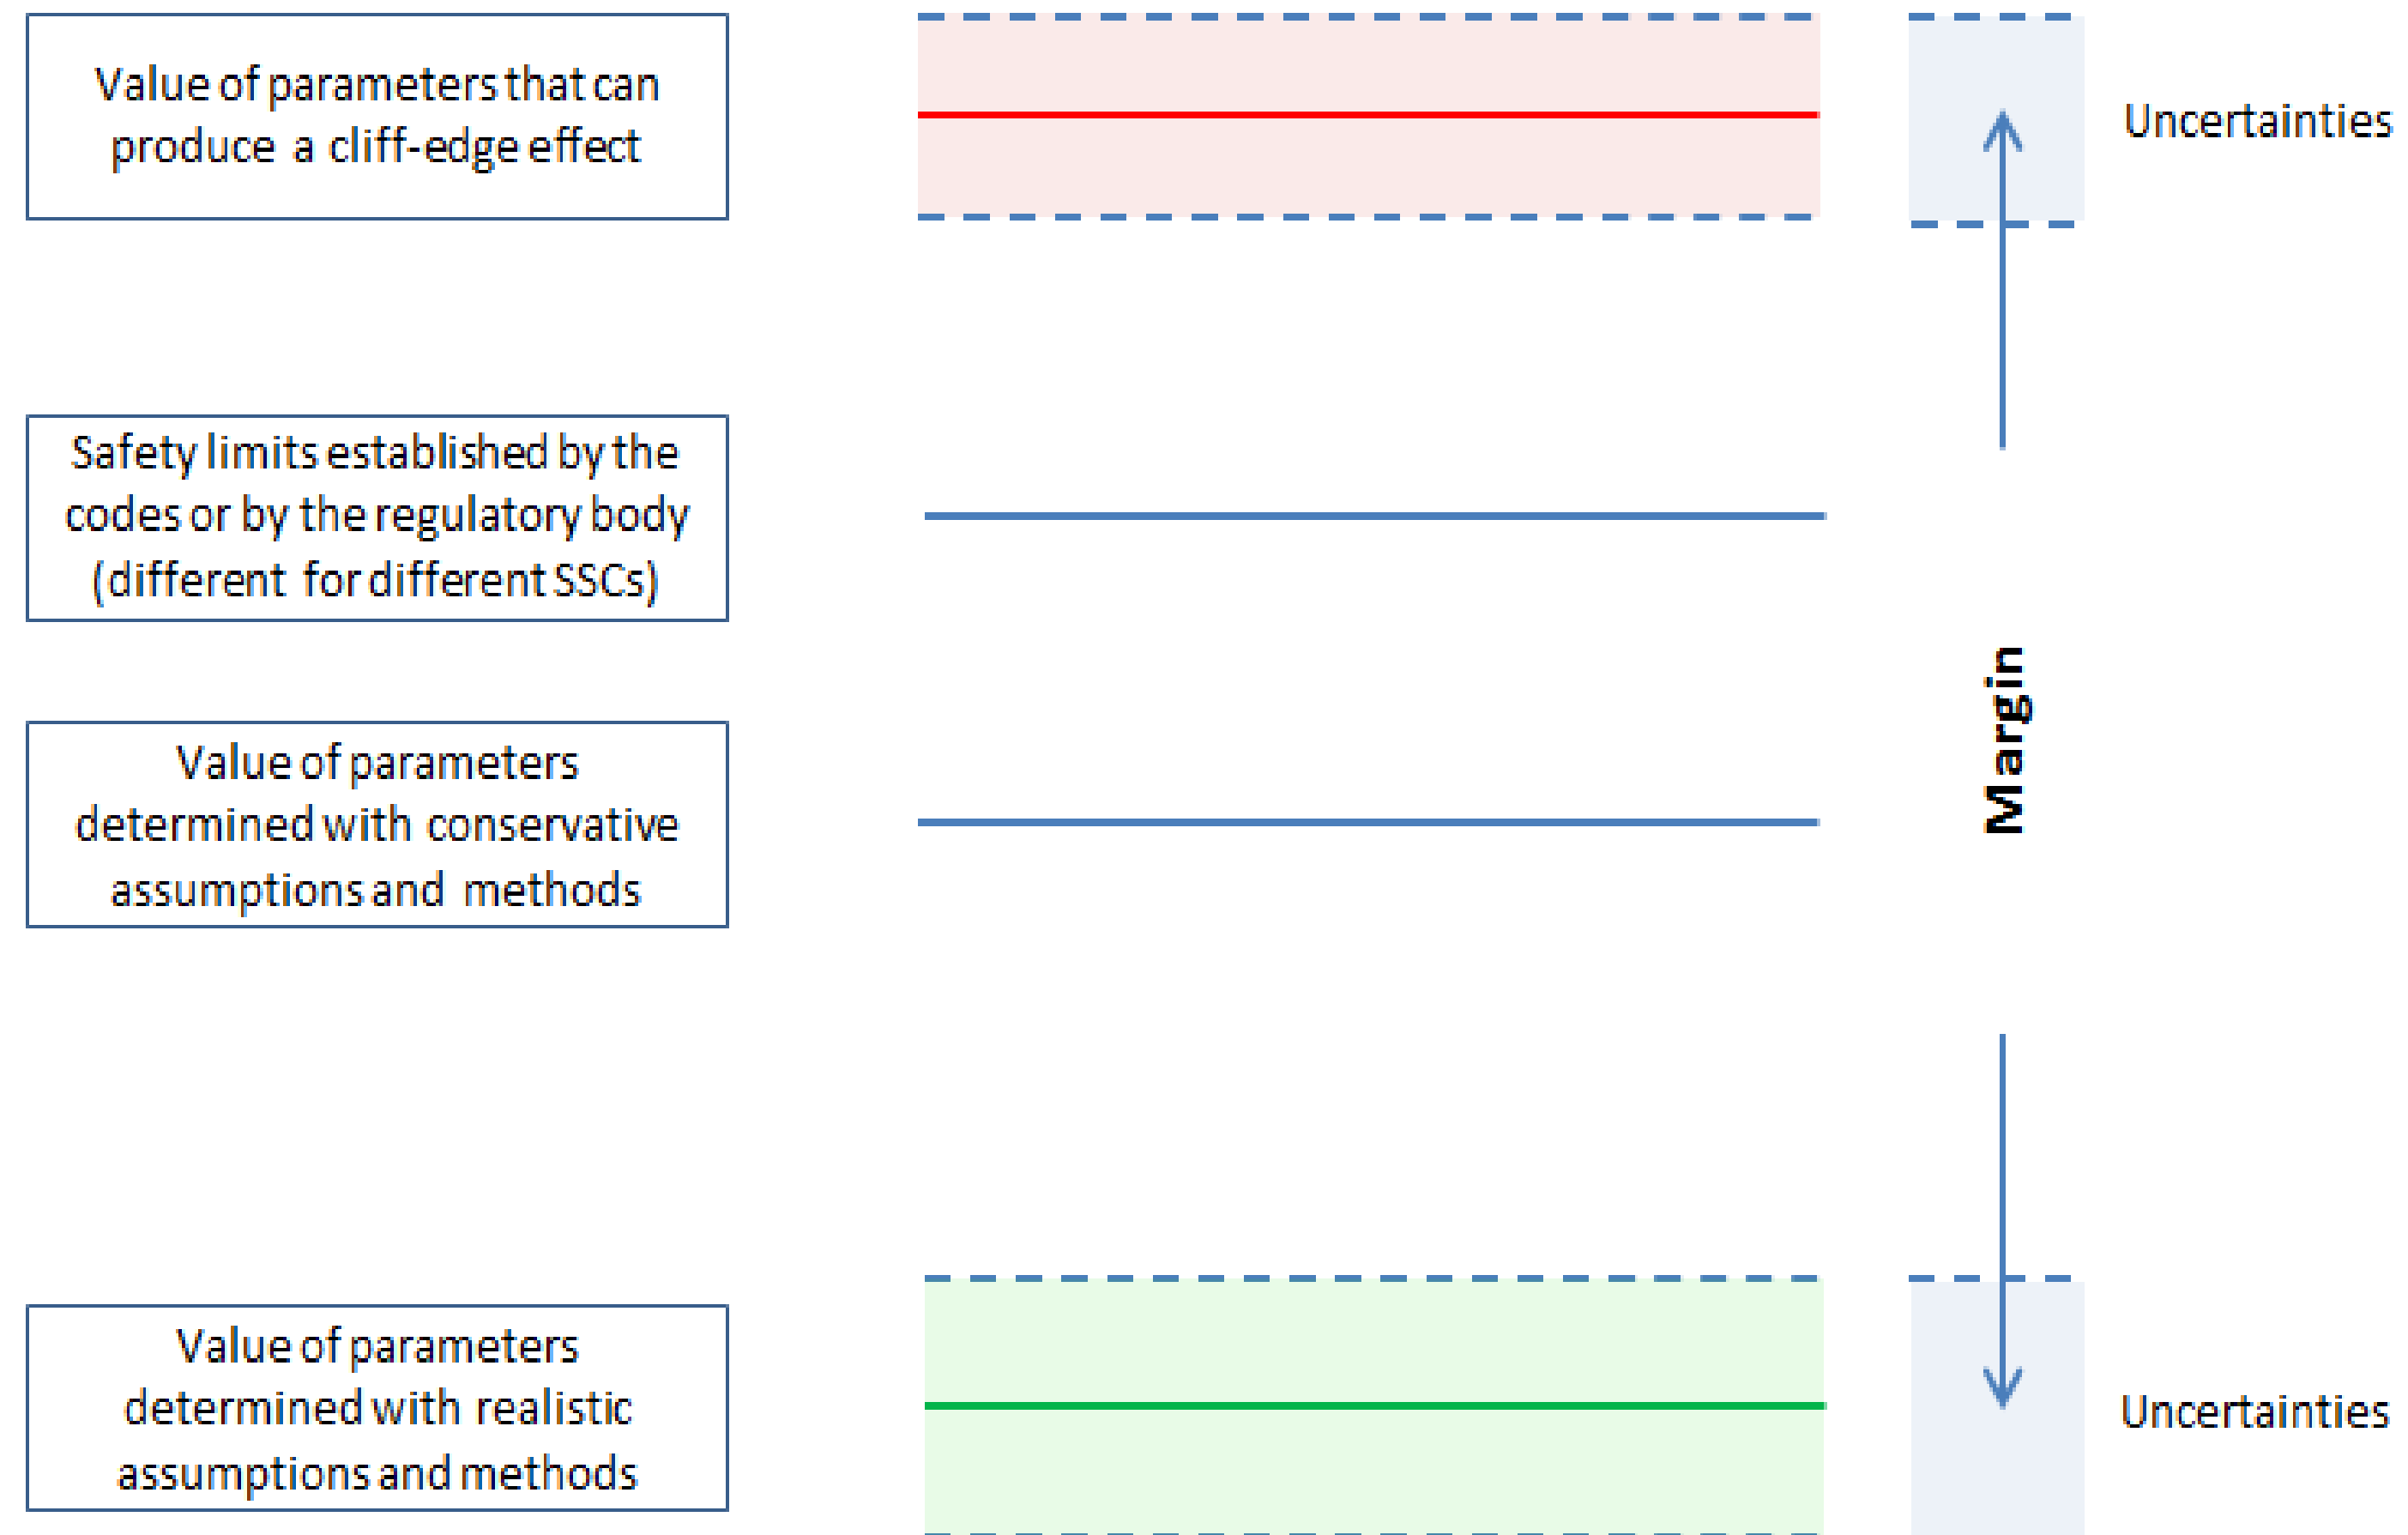 Value of parameters that can
produce a cliff-edge effect
Uncertainties
Safety limits established by the
codes or by the regulatory body
(different for different SSCs)
Margin
Value of parameters
determined with conservative
assumptions and methods
Value of parameters
determined with realistic
assumptions and methods
Uncertainties